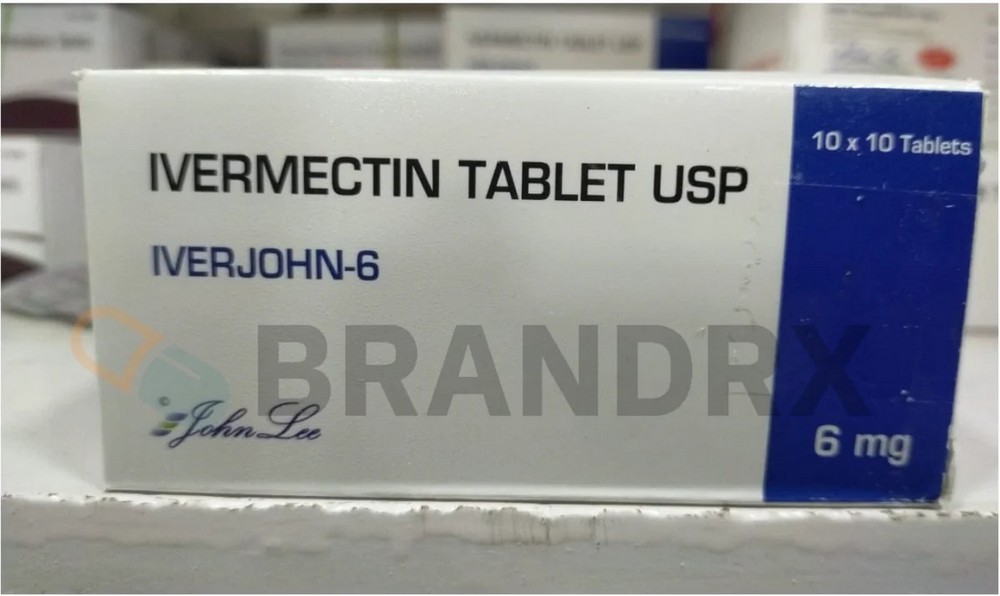 10 x 10 Tablets
IVERMECTIN TABLET USP
IVERJOHN-6
BRANDRX
John Lee
6 mg